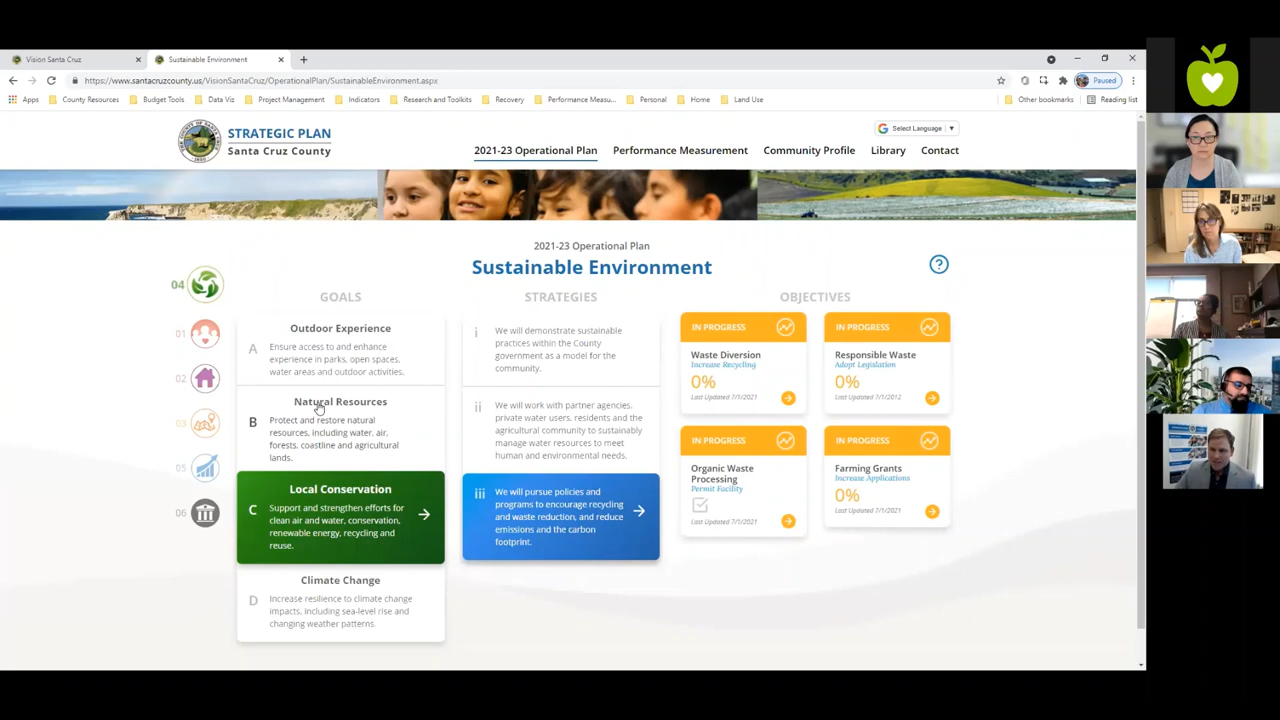 Vision Santa Cruz
Sustainable Environment
https://www.santacruzcounty.us/VisionSantaCruz/OperationalPlan/SustainableEnvironment.aspx
Paused
Apps
County Resources
Budget Tools
Data Viz
Project Management
Indicators
Research and Toolkits
Recovery
Performance Measu...
Personal
Home
Land Use
Other bookmarks
Reading list
STRATEGIC PLAN
Santa Cruz County
Select Language
2021-23 Operational Plan
Performance Measurement
Community Profile
Library
Contact
2021-23 Operational Plan
Sustainable Environment
?
04
01
02
03
05
06
GOALS
Outdoor Experience
A
Ensure access to and enhance
experience in parks, open spaces,
water areas and outdoor activities.
Natural Resources
B
Protect and restore natural
resources, including water, air,
forests, coastline and agricultural
lands.
Local Conservation
C
Support and strengthen efforts for
clean air and water, conservation,
renewable energy, recycling and
reuse.
Climate Change
D
Increase resilience to climate change
impacts, including sea-level rise and
changing weather patterns.
STRATEGIES
i
We will demonstrate sustainable
practices within the County
government as a model for the
community.
ii
We will work with partner agencies,
private water users, residents and the
agricultural community to sustainably
manage water resources to meet
human and environmental needs.
iii
We will pursue policies and
programs to encourage recycling
and waste reduction, and reduce
emissions and the carbon
footprint.
OBJECTIVES
IN PROGRESS
Waste Diversion
Increase Recycling
0%
Last Updated 7/1/2021
IN PROGRESS
Responsible Waste
Adopt Legislation
0%
Last Updated 7/1/2012
IN PROGRESS
Organic Waste
Processing
Permit Facility
Last Updated 7/1/2021
IN PROGRESS
Farming Grants
Increase Applications
0%
Last Updated 7/1/2021